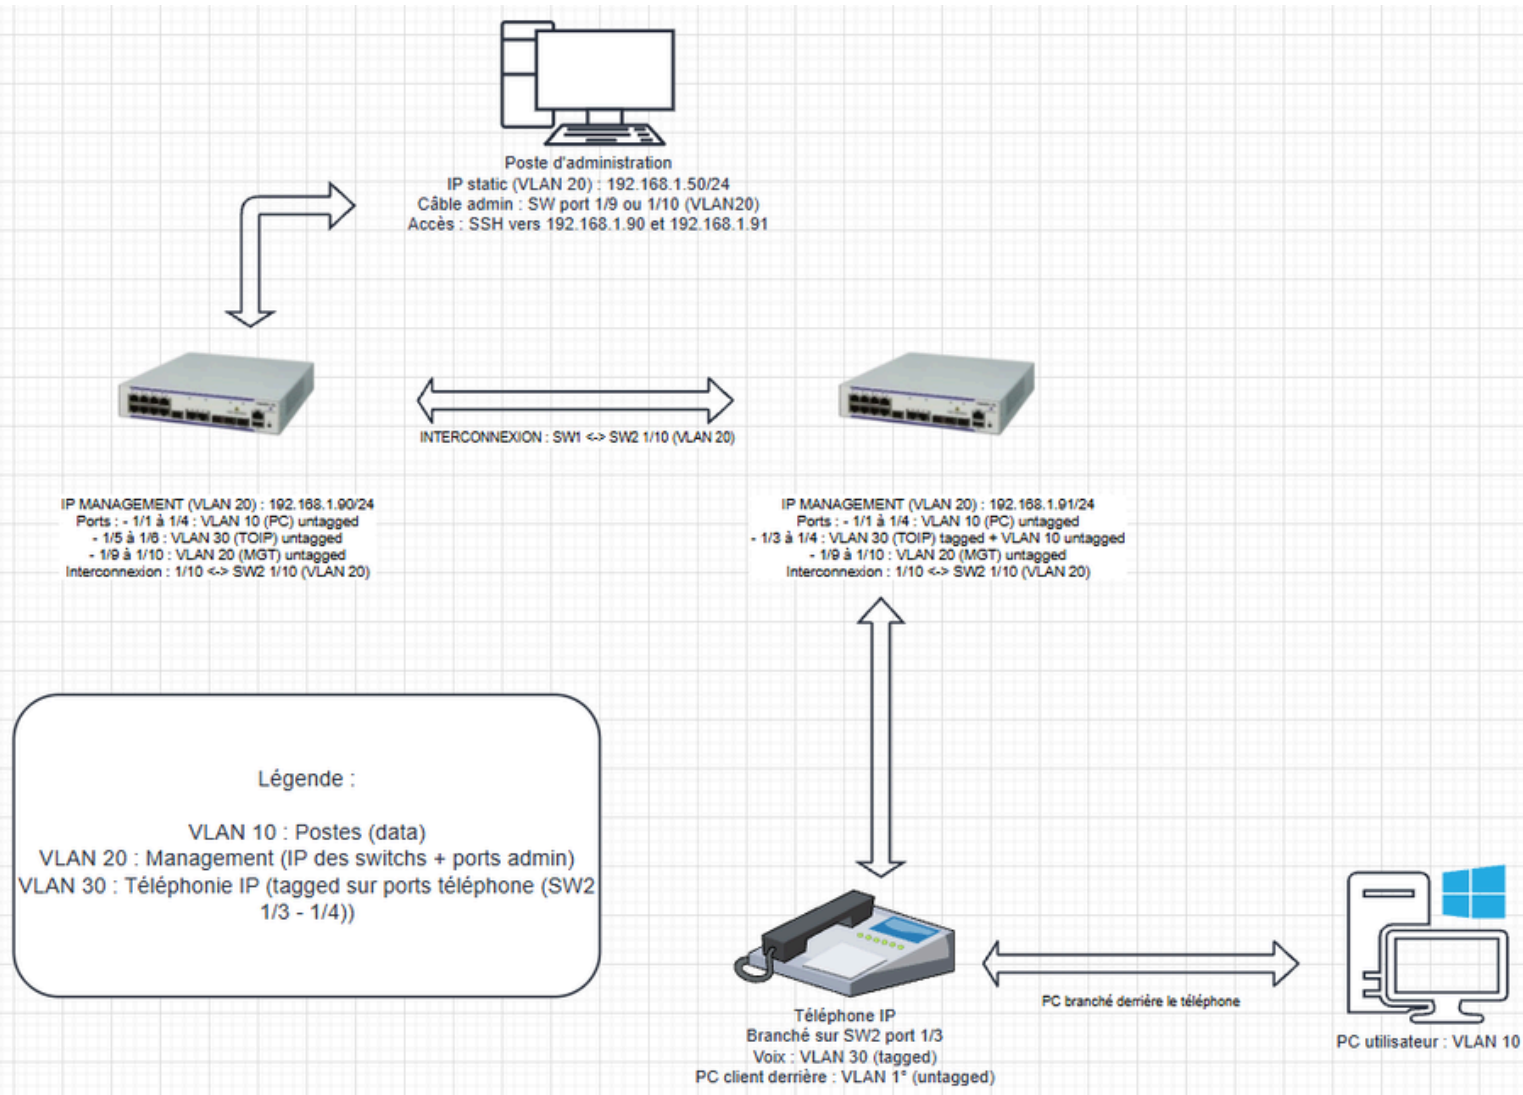 Poste d'administration
IP static (VLAN 20) : 192.168.1.50/24
Câble admin : SW port 1/9 ou 1/10 (VLAN20)
Accès : SSH vers 192.168.1.90 et 192.168.1.91
INTERCONNEXION : SW1 <-> SW2 1/10 (VLAN 20)
IP MANAGEMENT (VLAN 20) : 192.168.1.90/24
Ports : - 1/1 à 1/4 : VLAN 10 (PC) untagged
- 1/5 à 1/6 : VLAN 30 (TOIP) untagged
- 1/9 à 1/10 : VLAN 20 (MGT) untagged
Interconnexion : 1/10 <-> SW2 1/10 (VLAN 20)
IP MANAGEMENT (VLAN 20) : 192.168.1.91/24
Ports : - 1/1 à 1/4 : VLAN 10 (PC) untagged
- 1/3 à 1/4 : VLAN 30 (TOIP) tagged + VLAN 10 untagged
- 1/9 à 1/10 : VLAN 20 (MGT) untagged
Interconnexion : 1/10 <-> SW2 1/10 (VLAN 20)
Légende :
VLAN 10 : Postes (data)
VLAN 20 : Management (IP des switchs + ports admin)
VLAN 30 : Téléphonie IP (tagged sur ports téléphone (SW2
1/3 - 1/4))
Téléphone IP
Branché sur SW2 port 1/3
Voix : VLAN 30 (tagged)
PC client derrière : VLAN 1° (untagged)
PC branché derrière le téléphone
PC utilisateur : VLAN 10